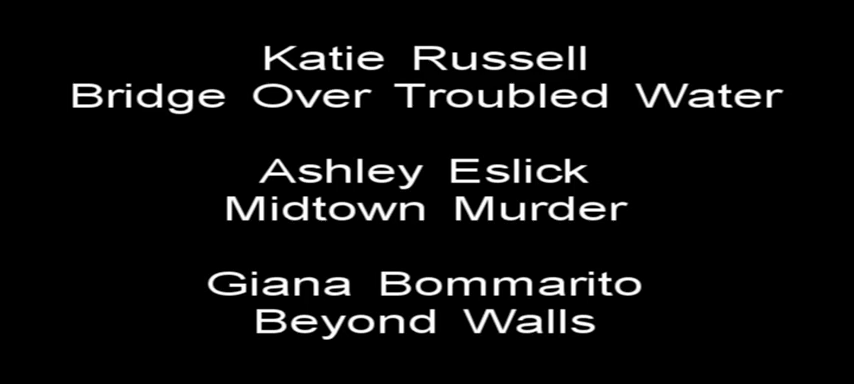 Katie Russell
Bridge Over Troubled Water
Ashley Eslick
Midtown Murder
Giana Bommarito
Beyond Walls